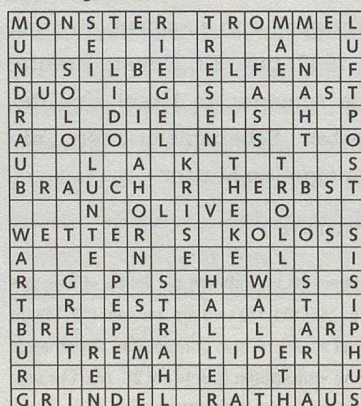 MONSTER TROMMEL
U E I R A U
N SILBE ELFEN F
DUO I G S A AST
R L DIE EIS H P
A O O L N S T O
U L A K T T S
BRAUCH R HERBST
N OLIVE O
WETTER S KOLOSS
A E N E E L I
R G P S H W S S
T R EST A A T I
BRE P R L L ARP
U TREMA LIDER H
R E H E T U
GRINDEL RATHAUS